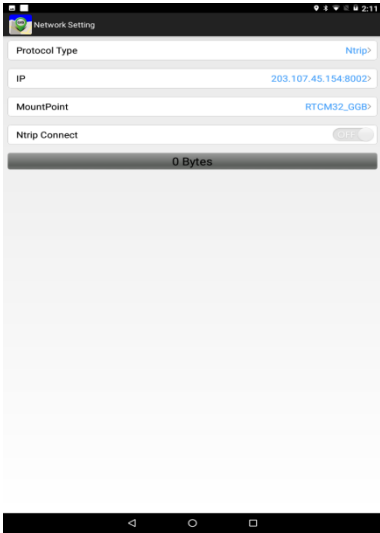 2:11
Network Setting
Protocol Type Ntrip>
IP 203.107.45.154:8002>
MountPoint RTCM32_GGB>
Ntrip Connect OFF
0 Bytes